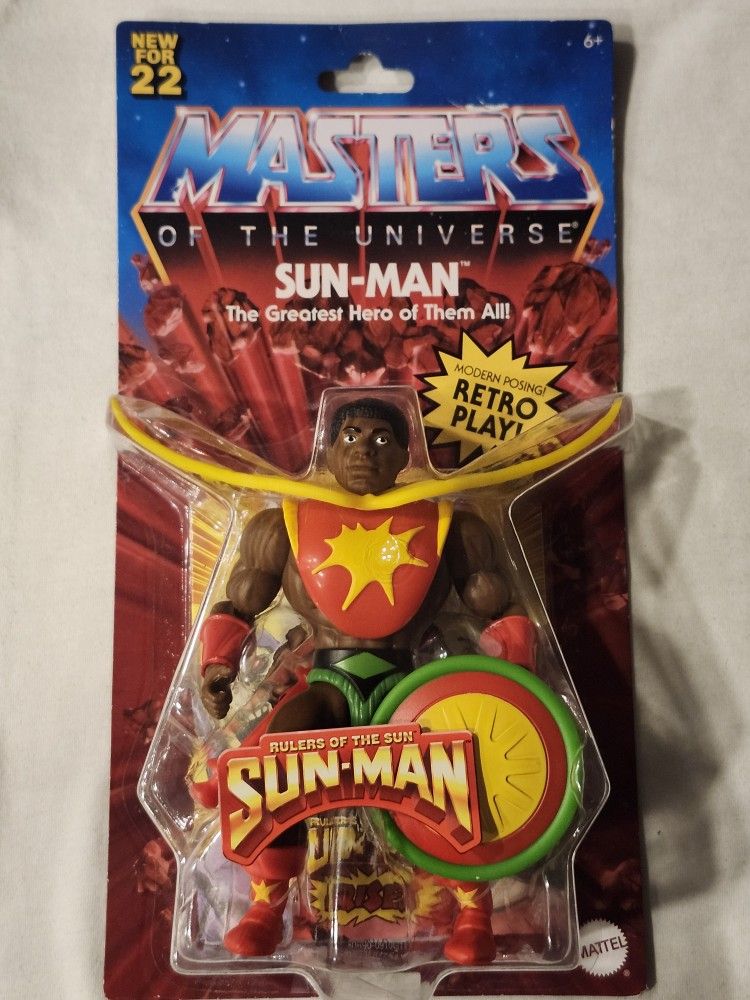 NEW
FOR
22
6+
MASTERS
OF THE UNIVERSE®
SUN-MAN™
The Greatest Hero of Them All!
MODERN POSING!
RETRO
PLAY!
RULERS OF THE SUN™
SUN-MAN
MATTEL®